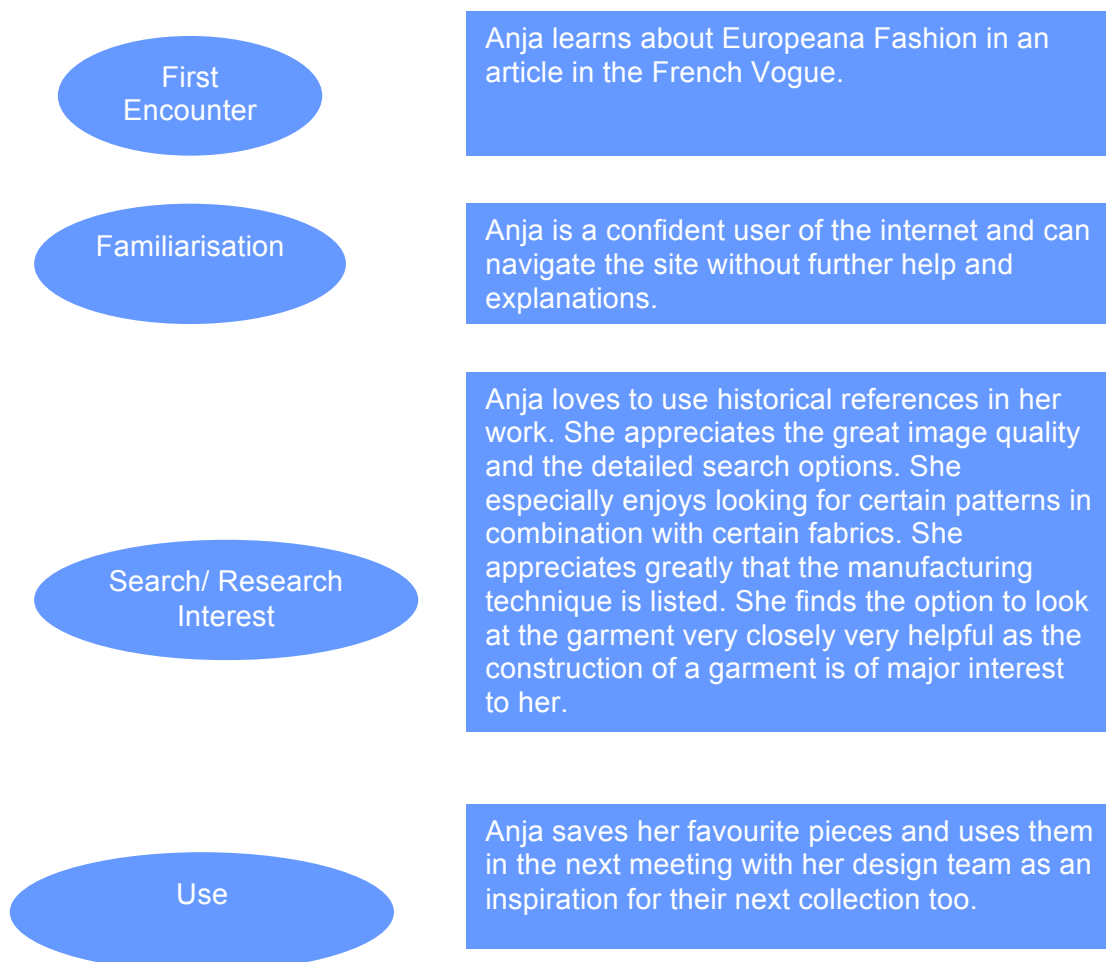 First
Encounter
Anja learns about Europeana Fashion in an
article in the French Vogue.
Familiarisation
Anja is a confident user of the internet and can
navigate the site without further help and
explanations.
Search/ Research
Interest
Anja loves to use historical references in her
work. She appreciates the great image quality
and the detailed search options. She
especially enjoys looking for certain patterns in
combination with certain fabrics. She
appreciates greatly that the manufacturing
technique is listed. She finds the option to look
at the garment very closely very helpful as the
construction of a garment is of major interest
to her.
Use
Anja saves her favourite pieces and uses them
in the next meeting with her design team as an
inspiration for their next collection too.